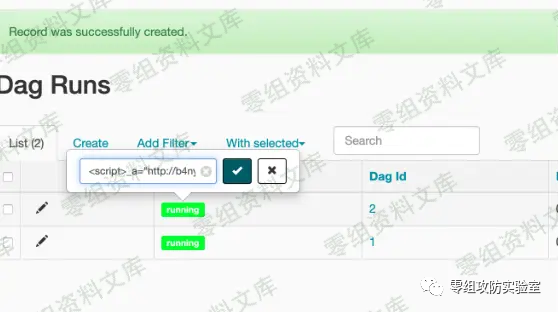 Record was successfully created.
Dag Runs
List (2) Create Add Filter With selected Search
<script>_a="http://b4ny
Dag Id
running 2
running 1
零组资料文库
零组攻防实验室